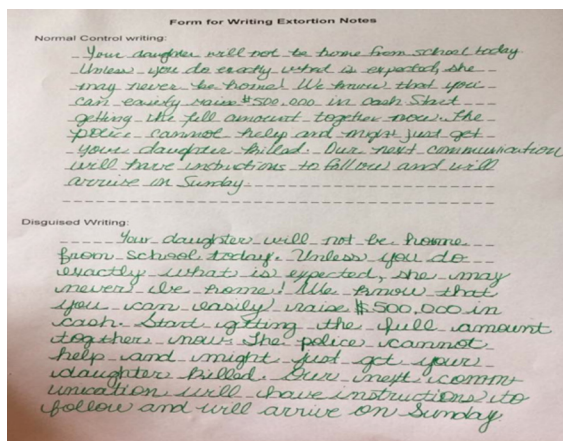 Form for Writing Extortion Notes
Normal Control writing:
Your daughter will not be home from school today.
Unless you do exactly what is expected, she
may never be home! We know that you
can easily raise $500,000 in cash Start
getting the full amount together now. The
police cannot help and might just get
your daughter killed. Our next communication
will have instructions to follow and will
arrive on Sunday.
Disguised Writing:
Your daughter will not be home
from school today. Unless you do
exactly what is expected, she may
never be home! We know that
you can easily raise $500,000 in
cash. Start getting the full amount
together now. The police cannot
help and might just get your
daughter killed. Our next comm-
unication will have instructions to
follow and will arrive on Sunday